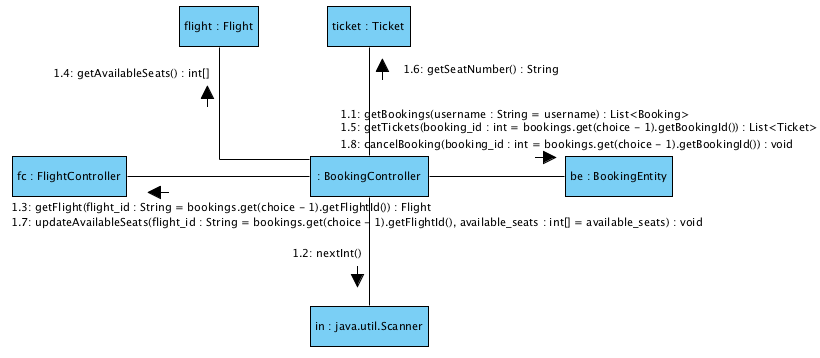 flight : Flight
ticket : Ticket
1.4: getAvailableSeats() : int[]
1.6: getSeatNumber() : String
1.1: getBookings(username : String = username) : List<Booking>
1.5: getTickets(booking_id : int = bookings.get(choice - 1).getBookingId()) : List<Ticket>
1.8: cancelBooking(booking_id : int = bookings.get(choice - 1).getBookingId()) : void
fc : FlightController
: BookingController
be : BookingEntity
1.3: getFlight(flight_id : String = bookings.get(choice - 1).getFlightId()) : Flight
1.7: updateAvailableSeats(flight_id : String = bookings.get(choice - 1).getFlightId(), available_seats : int[] = available_seats) : void
1.2: nextInt()
in : java.util.Scanner